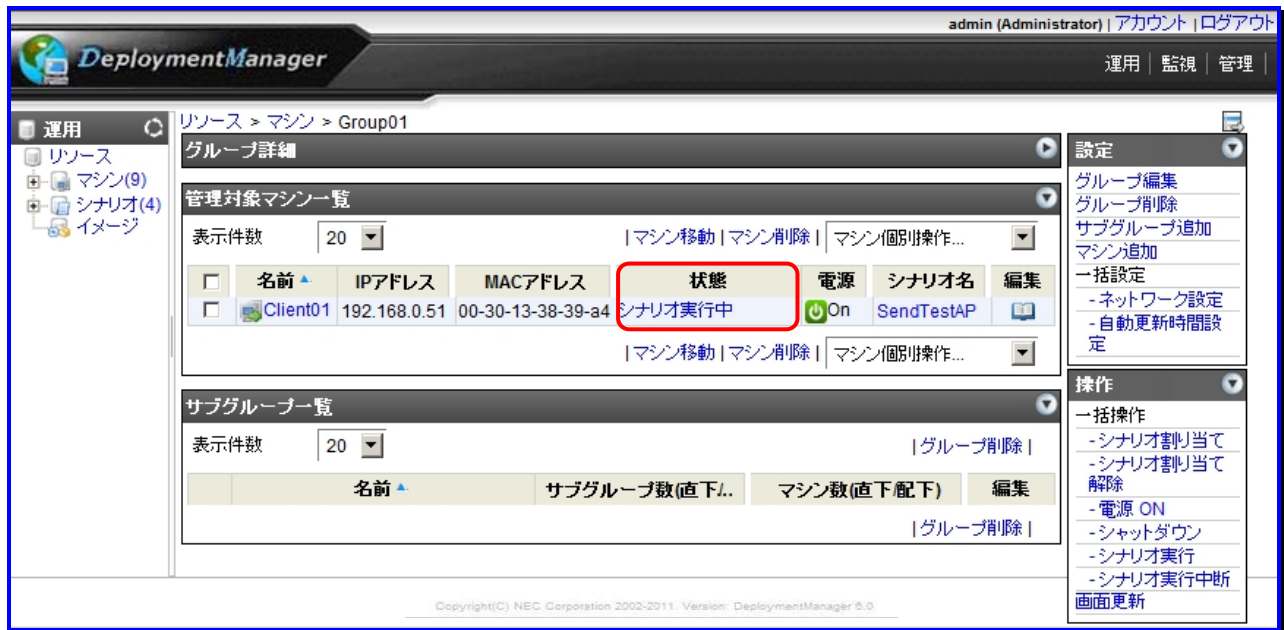 admin (Administrator) | アカウント | ログアウト
DeploymentManager
運用 | 監視 | 管理 |
運用
リソース
マシン(9)
シナリオ(4)
イメージ
リソース > マシン > Group01
グループ詳細
管理対象マシン一覧
表示件数 20 | マシン移動 | マシン削除 | マシン個別操作...
名前 IPアドレス MACアドレス 状態 電源 シナリオ名 編集
Client01 192.168.0.51 00-30-13-38-39-a4 シナリオ実行中 On SendTestAP
| マシン移動 | マシン削除 | マシン個別操作...
サブグループ一覧
表示件数 20 | グループ削除 |
名前 サブグループ数(直下/.. マシン数(直下/配下) 編集
| グループ削除 |
設定
グループ編集
グループ削除
サブグループ追加
マシン追加
一括設定
- ネットワーク設定
- 自動更新時間設
定
操作
一括操作
- シナリオ割り当て
- シナリオ割り当て
解除
- 電源 ON
- シャットダウン
- シナリオ実行
- シナリオ実行中断
画面更新
Copyright(C) NEC Corporation 2002-2011. Version: DeploymentManager 6.0